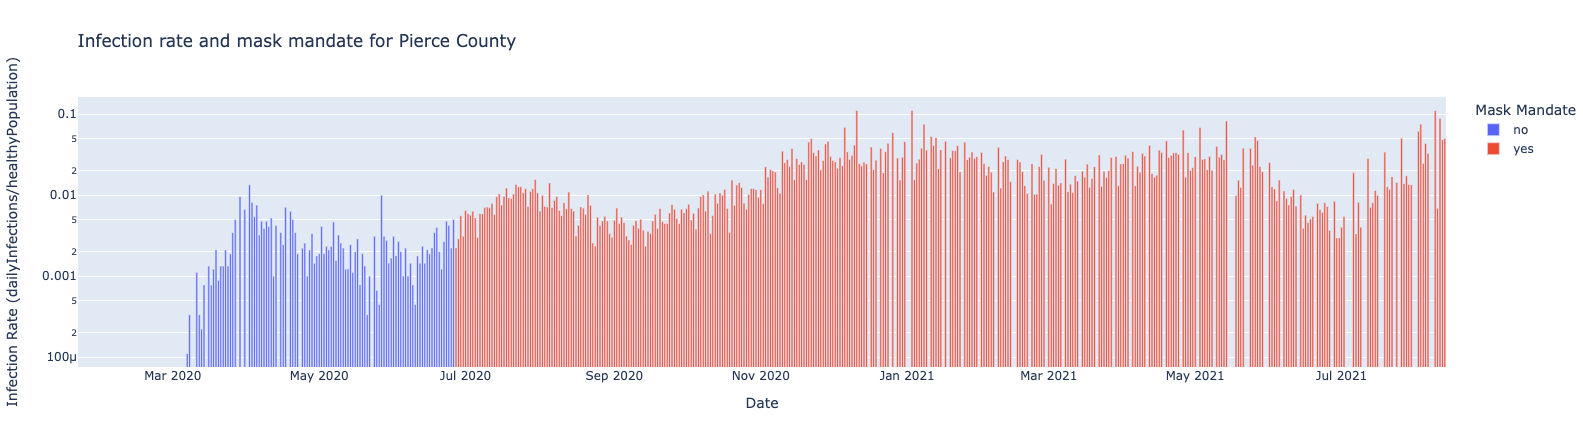 Infection rate and mask mandate for Pierce County
Infection Rate (dailyInfections/healthyPopulation)
0.1
5
2
0.01
5
2
0.001
5
2
100μ
Mar 2020
May 2020
Jul 2020
Sep 2020
Nov 2020
Jan 2021
Mar 2021
May 2021
Jul 2021
Date
Mask Mandate
no
yes